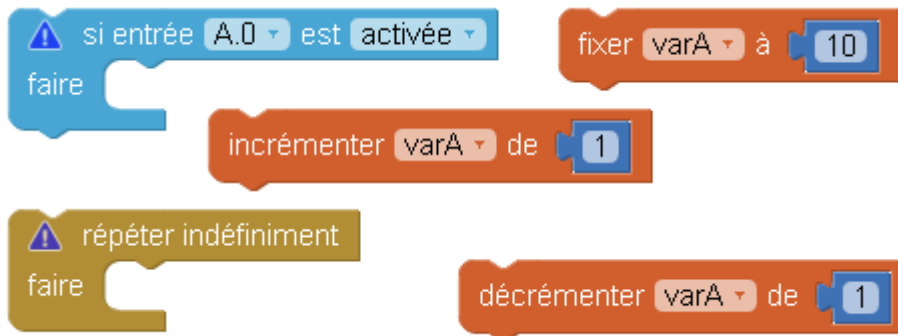 si entrée A.0 est activée
faire
fixer varA à 10
incrémenter varA de 1
répéter indéfiniment
faire
décrémenter varA de 1